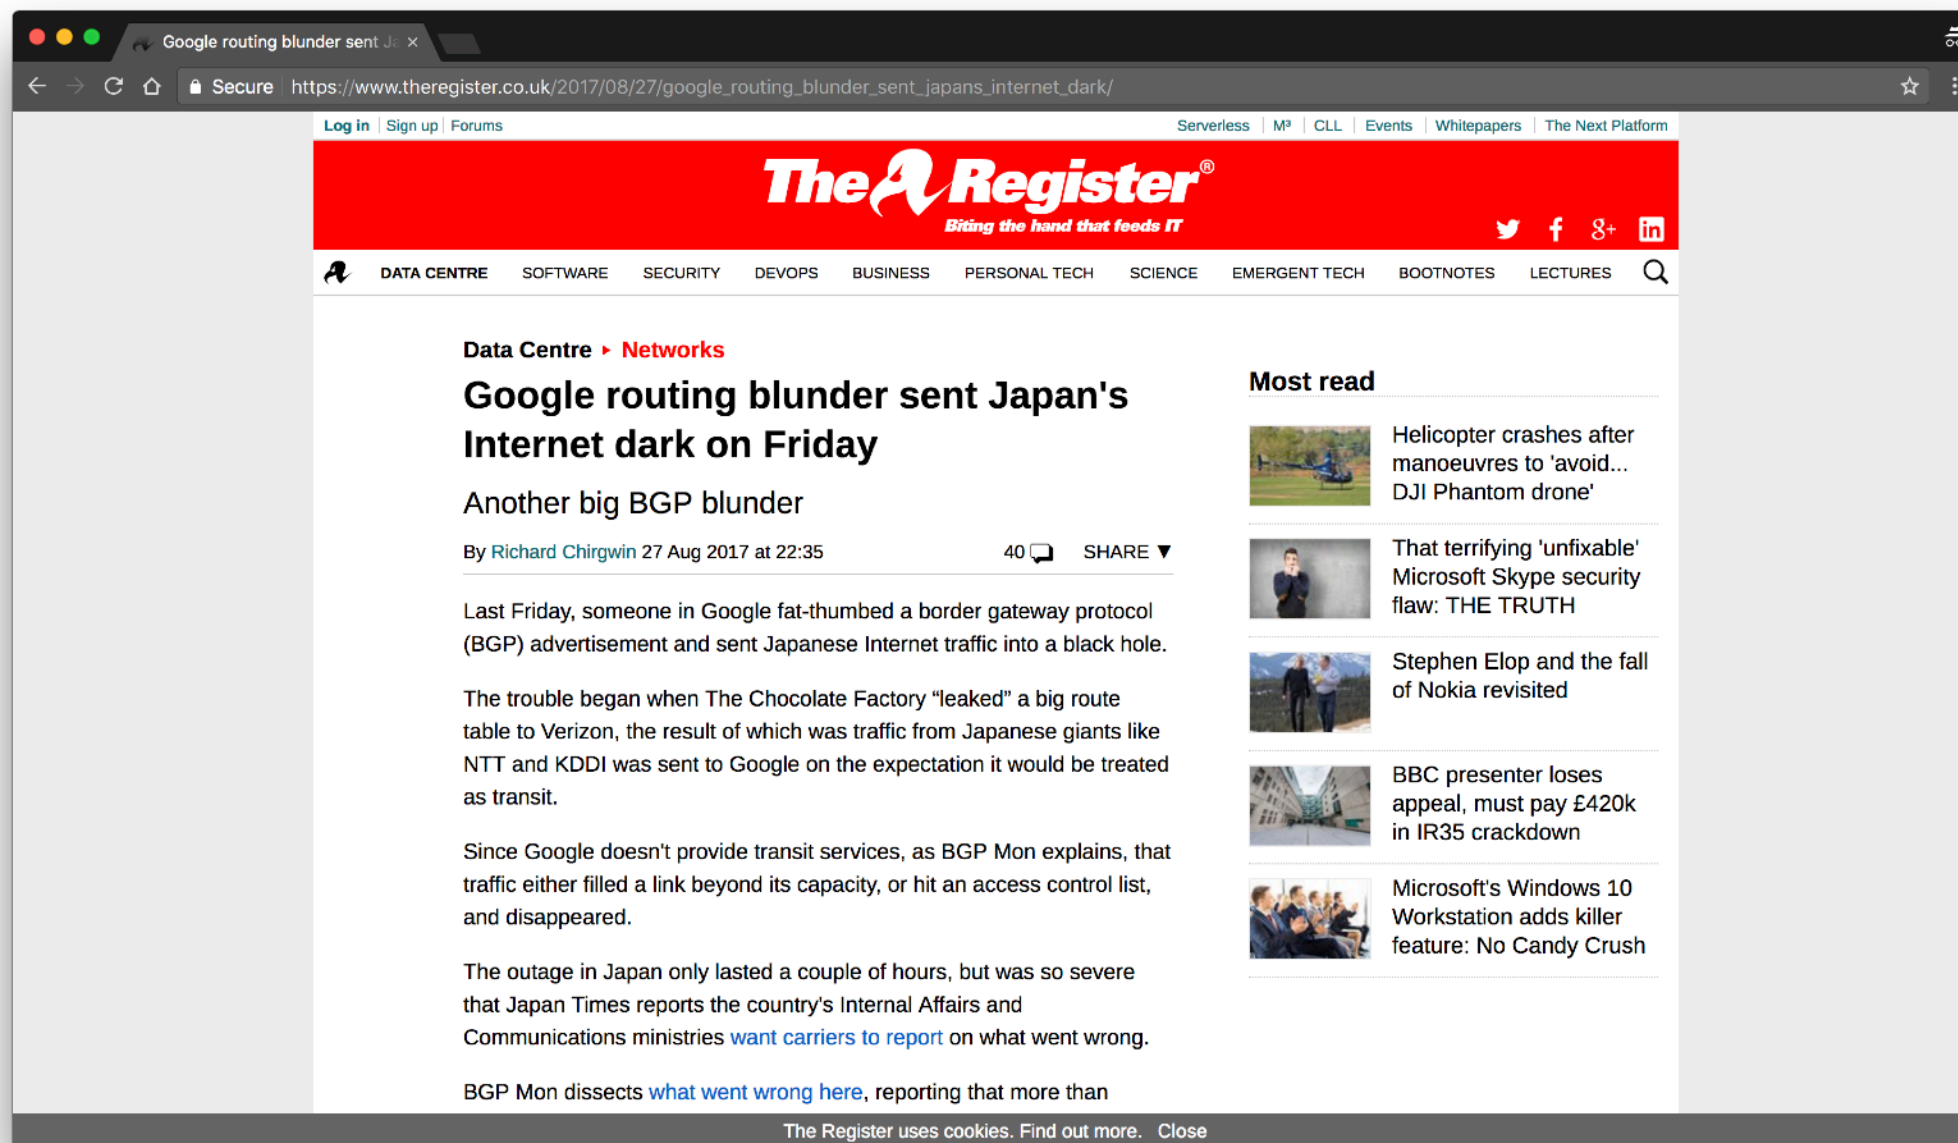 Google routing blunder sent Ja
Secure https://www.theregister.co.uk/2017/08/27/google_routing_blunder_sent_japans_internet_dark/
Log in Sign up Forums Serverless M³ CLL Events Whitepapers The Next Platform
The Register®
Biting the hand that feeds IT
DATA CENTRE SOFTWARE SECURITY DEVOPS BUSINESS PERSONAL TECH SCIENCE EMERGENT TECH BOOTNOTES LECTURES
Data Centre ▸ Networks
Google routing blunder sent Japan's
Internet dark on Friday
Another big BGP blunder
By Richard Chirgwin 27 Aug 2017 at 22:35 40 SHARE ▼
Last Friday, someone in Google fat-thumbed a border gateway protocol
(BGP) advertisement and sent Japanese Internet traffic into a black hole.
The trouble began when The Chocolate Factory “leaked” a big route
table to Verizon, the result of which was traffic from Japanese giants like
NTT and KDDI was sent to Google on the expectation it would be treated
as transit.
Since Google doesn't provide transit services, as BGP Mon explains, that
traffic either filled a link beyond its capacity, or hit an access control list,
and disappeared.
The outage in Japan only lasted a couple of hours, but was so severe
that Japan Times reports the country's Internal Affairs and
Communications ministries want carriers to report on what went wrong.
BGP Mon dissects what went wrong here, reporting that more than
Most read
Helicopter crashes after
manoeuvres to 'avoid...
DJI Phantom drone'
That terrifying 'unfixable'
Microsoft Skype security
flaw: THE TRUTH
Stephen Elop and the fall
of Nokia revisited
BBC presenter loses
appeal, must pay £420k
in IR35 crackdown
Microsoft's Windows 10
Workstation adds killer
feature: No Candy Crush
The Register uses cookies. Find out more. Close